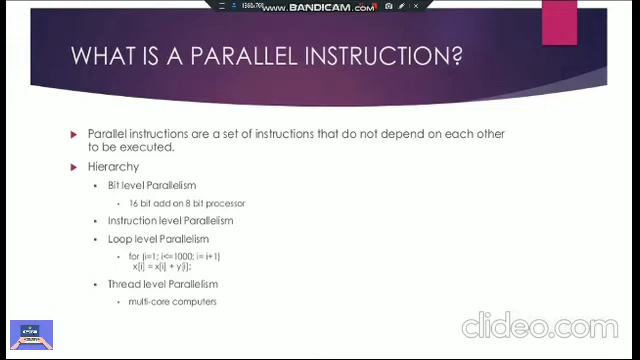 1360x768
www.BANDICAM.com
WHAT IS A PARALLEL INSTRUCTION?
Parallel instructions are a set of instructions that do not depend on each other
to be executed.
Hierarchy
Bit level Parallelism
16 bit add on 8 bit processor
Instruction level Parallelism
Loop level Parallelism
for (i=1; i<=1000; i= i+1)
x[i] = x[i] + y[i];
Thread level Parallelism
multi-core computers
clideo.com